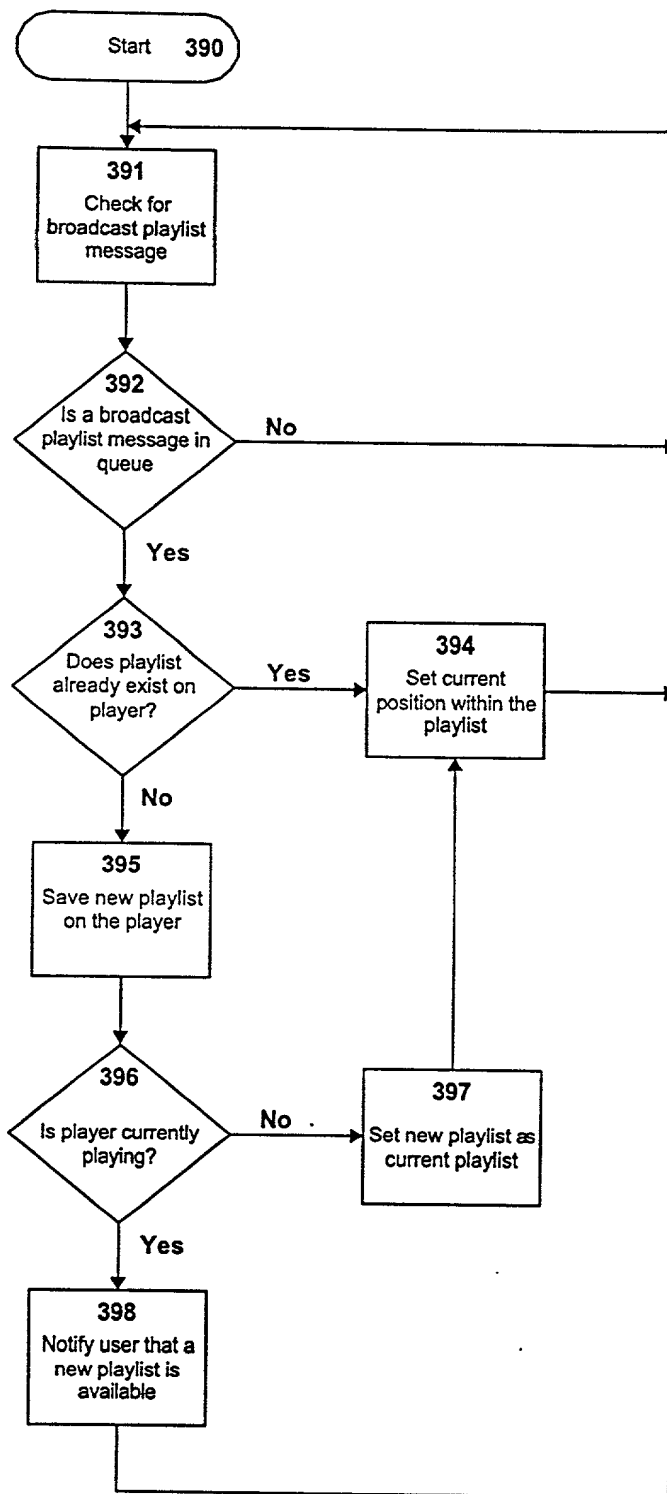 Start 390
391
Check for
broadcast playlist
message
392
Is a broadcast
playlist message in
queue
No
Yes
393
Does playlist
already exist on
player?
Yes
394
Set current
position within the
playlist
No
395
Save new playlist
on the player
396
Is player currently
playing?
No
397
Set new playlist as
current playlist
Yes
398
Notify user that a
new playlist is
available